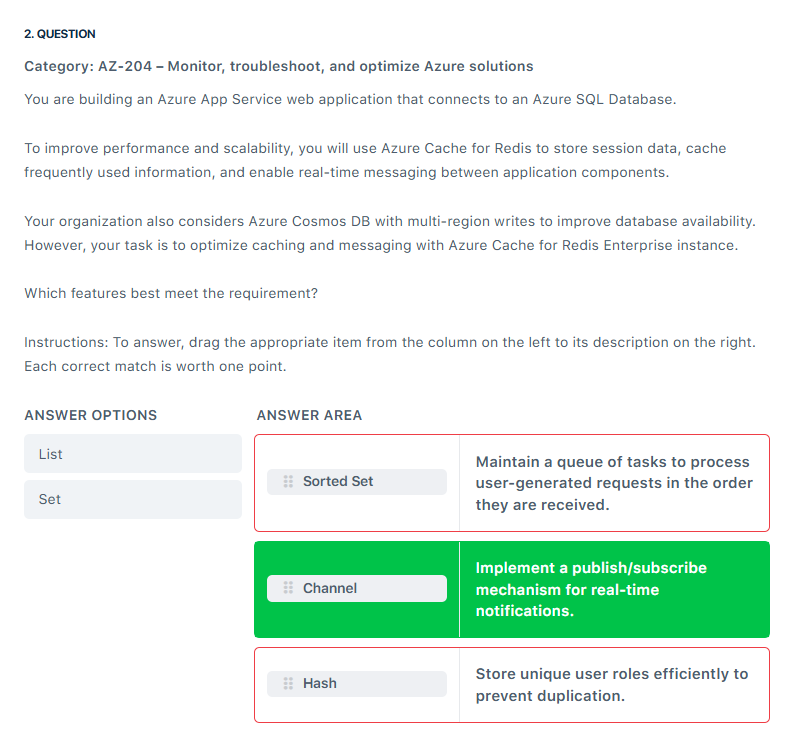 2. QUESTION
Category: AZ-204 – Monitor, troubleshoot, and optimize Azure solutions
You are building an Azure App Service web application that connects to an Azure SQL Database.
To improve performance and scalability, you will use Azure Cache for Redis to store session data, cache
frequently used information, and enable real-time messaging between application components.
Your organization also considers Azure Cosmos DB with multi-region writes to improve database availability.
However, your task is to optimize caching and messaging with Azure Cache for Redis Enterprise instance.
Which features best meet the requirement?
Instructions: To answer, drag the appropriate item from the column on the left to its description on the right.
Each correct match is worth one point.
ANSWER OPTIONS
List
Set
ANSWER AREA
Sorted Set
Maintain a queue of tasks to process
user-generated requests in the order
they are received.
Channel
Implement a publish/subscribe
mechanism for real-time
notifications.
Hash
Store unique user roles efficiently to
prevent duplication.